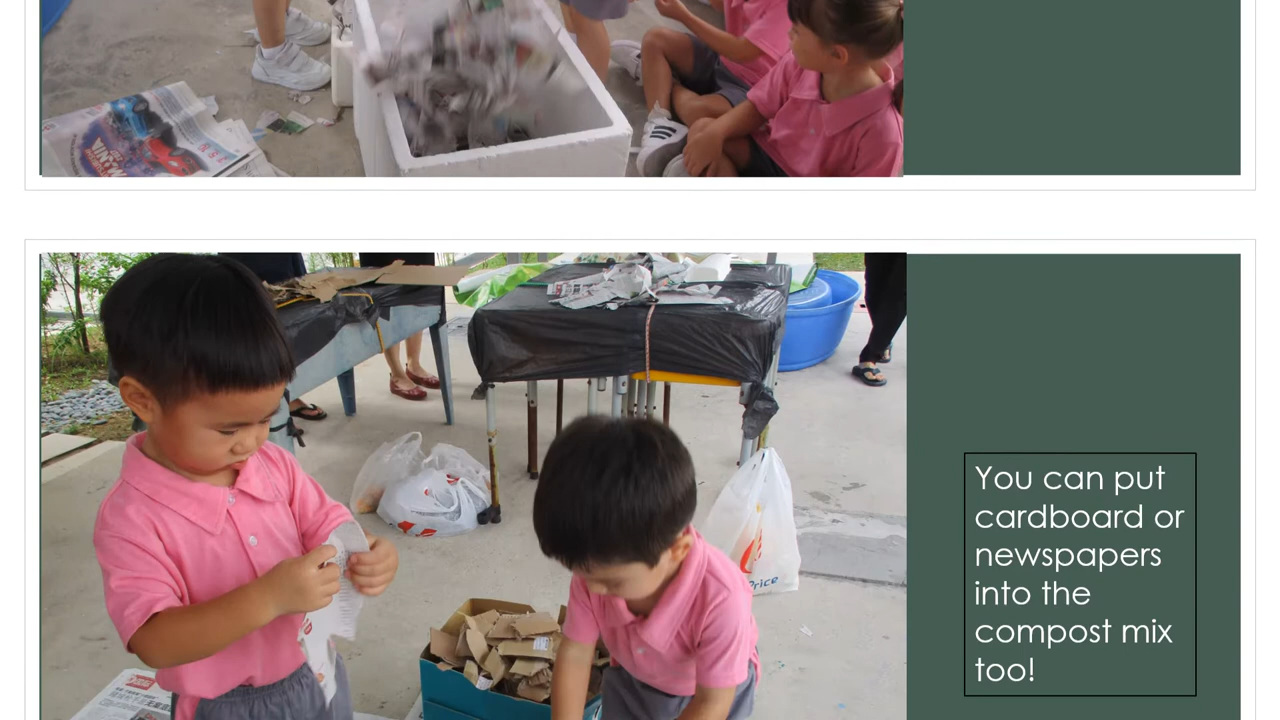 You can put
cardboard or
newspapers
into the
compost mix
too!